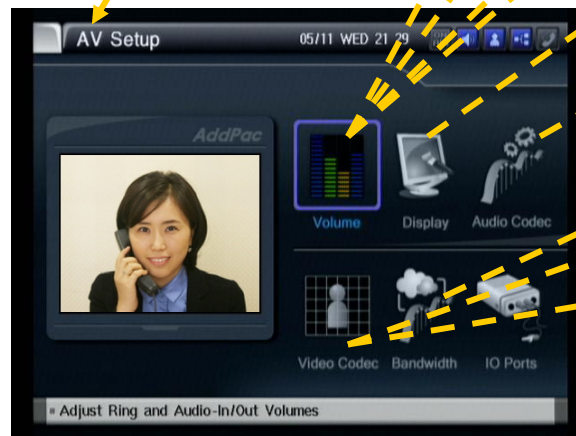 AV Setup
05/11 WED 21 29
AddPac
Volume
Display
Audio Codec
Video Codec
Bandwidth
IO Ports
Adjust Ring and Audio-In/Out Volumes